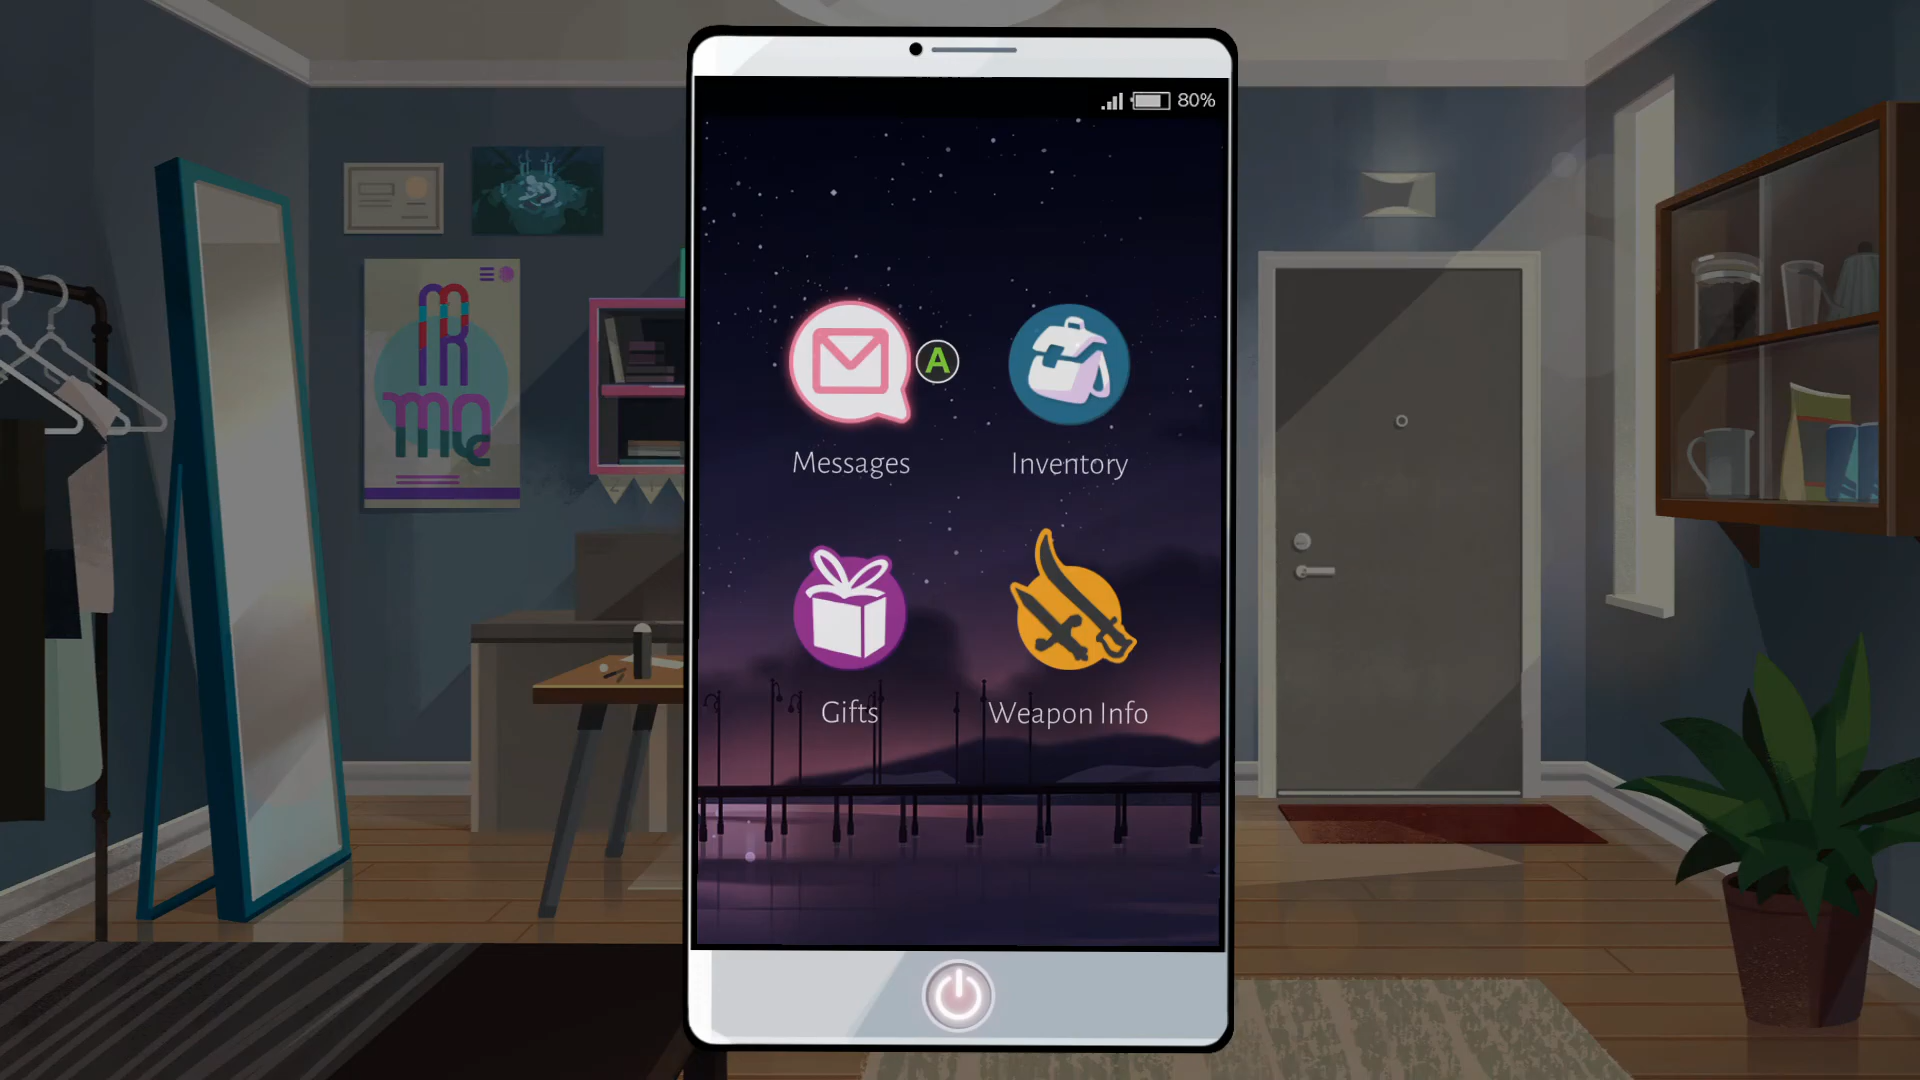 80%
A
Messages
Inventory
Gifts
Weapon Info